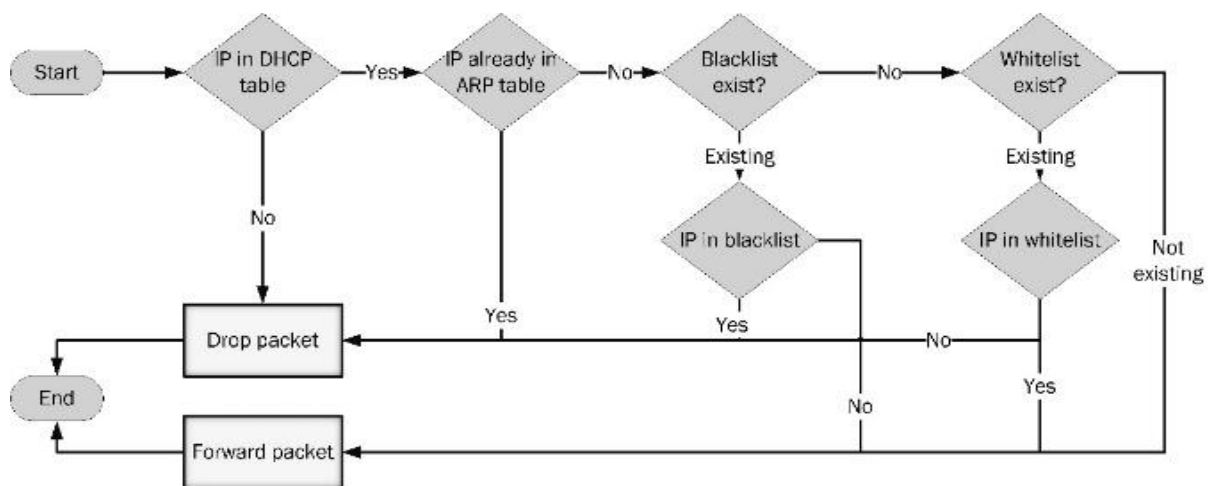 Start
IP in DHCP
table
Yes
IP already in
ARP table
No
Blacklist
exist?
No
Whitelist
exist?
Existing
Existing
No
IP in blacklist
IP in whitelist
Not
existing
Yes
Yes
Drop packet
No
End
No
Yes
Forward packet